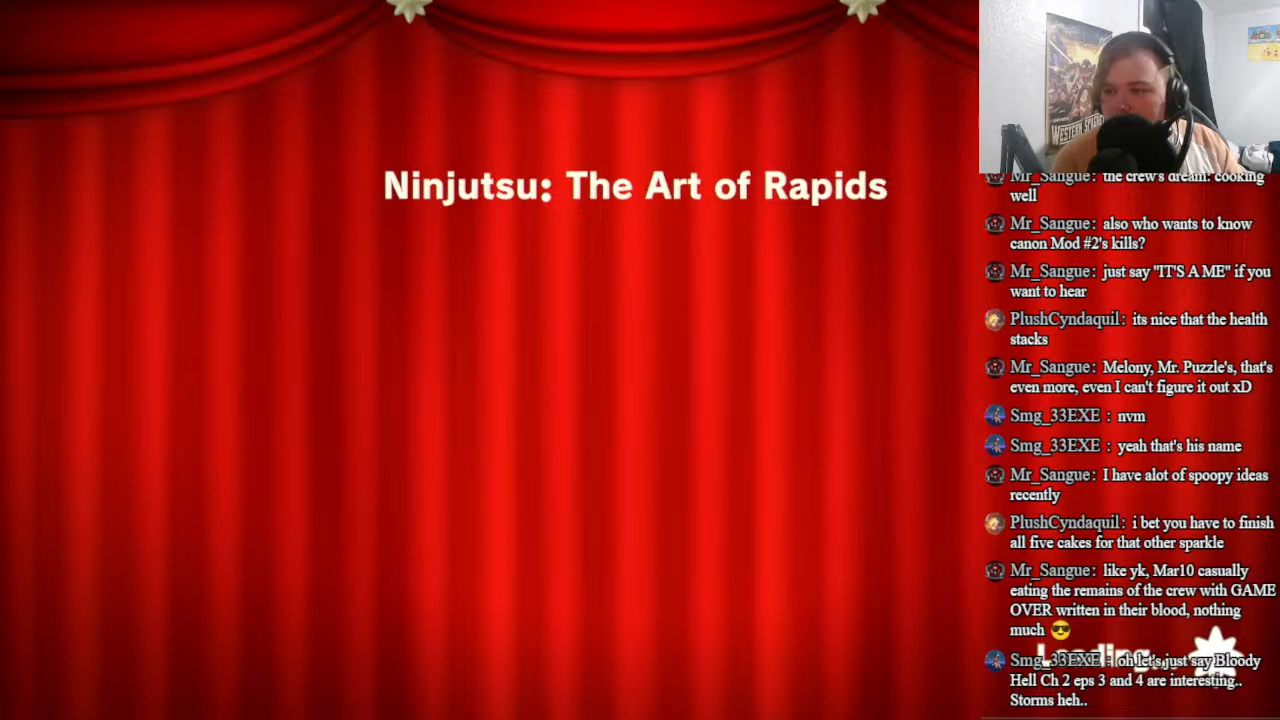 Ninjutsu: The Art of Rapids
WESTERN
Mr_Sangue: the crew's dream: cooking
well
Mr_Sangue: also who wants to know
canon Mod #2's kills?
Mr_Sangue: just say "IT'S A ME" if you
want to hear
PlushCyndaquil: its nice that the health
stacks
Mr_Sangue: Melony, Mr. Puzzle's, that's
even more, even I can't figure it out xD
Smg_33EXE : nvm
Smg_33EXE : yeah that's his name
Mr_Sangue: I have alot of spoopy ideas
recently
PlushCyndaquil: i bet you have to finish
all five cakes for that other sparkle
Mr_Sangue: like yk, Mar10 casually
eating the remains of the crew with GAME
OVER written in their blood, nothing
much 😎
Loading...
Smg_33EXE : oh let's just say Bloody
Hell Ch 2 eps 3 and 4 are interesting..
Storms heh..